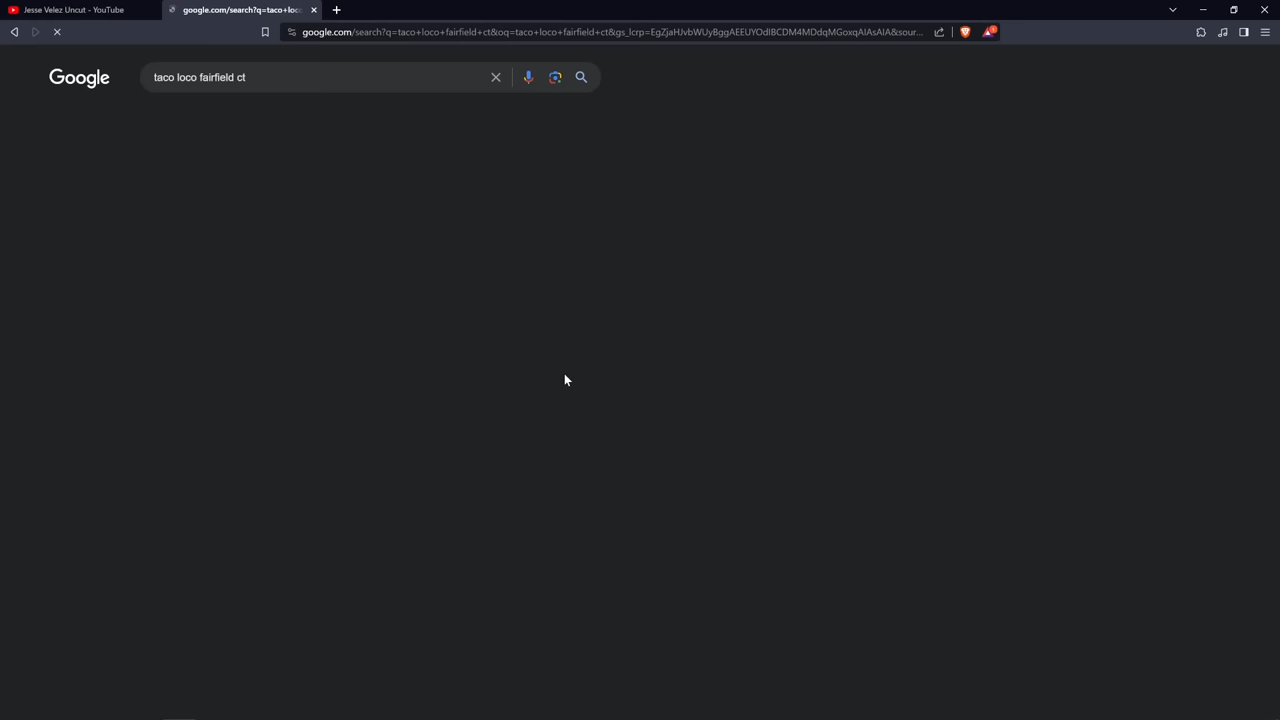 Jesse Velez Uncut - YouTube
google.com/search?q=taco+loc
google.com/search?q=taco+loco+fairfield+ct&oq=taco+loco+fairfield+ct&gs_lcrp=EgZjaHJvbWUyBggAEEUYOdIBCDM4MDdqMGoxqAIAsAIA&sour...
Google
taco loco fairfield ct